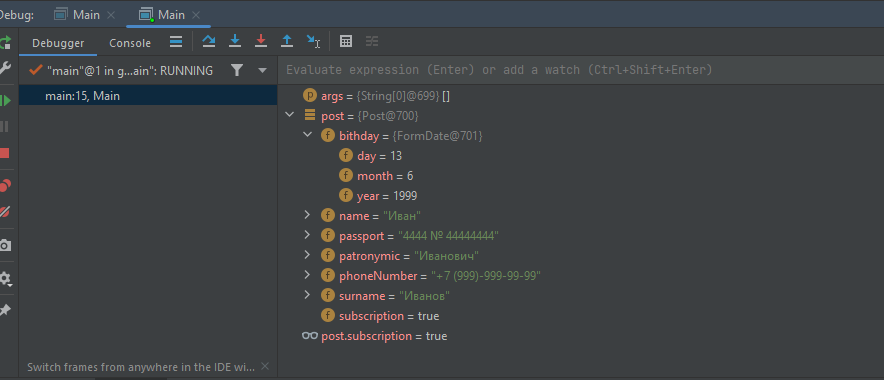 Debug:
Main
Main
Debugger
Console
"main"@1 in g...ain": RUNNING
Evaluate expression (Enter) or add a watch (Ctrl+Shift+Enter)
main:15, Main
args = {String[0]@699} []
post = {Post@700}
bithday = {FormDate@701}
day = 13
month = 6
year = 1999
name = "Иван"
passport = "4444 № 44444444"
patronymic = "Иванович"
phoneNumber = "+7 (999)-999-99-99"
surname = "Иванов"
subscription = true
post.subscription = true
Switch frames from anywhere in the IDE wi...